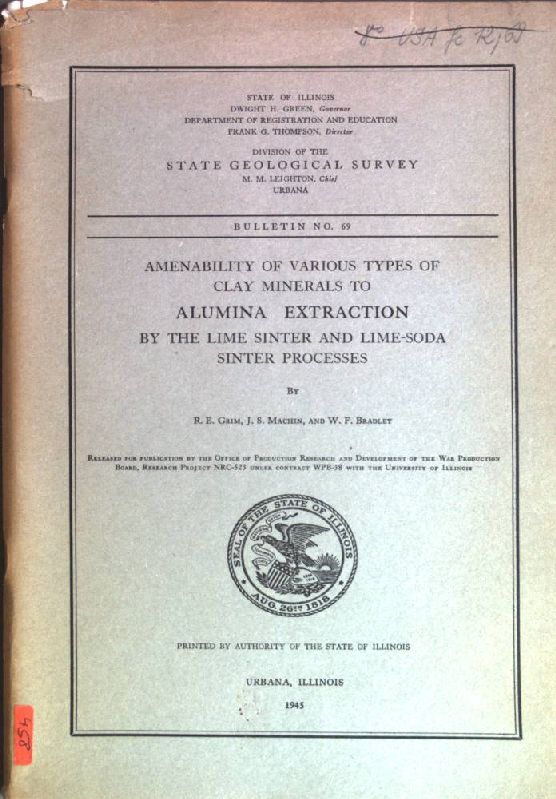 8° USA
STATE OF ILLINOIS
DWIGHT H. GREEN, Governor
DEPARTMENT OF REGISTRATION AND EDUCATION
FRANK G. THOMPSON, Director
DIVISION OF THE
STATE GEOLOGICAL SURVEY
M. M. LEIGHTON, Chief
URBANA
BULLETIN NO. 69
AMENABILITY OF VARIOUS TYPES OF
CLAY MINERALS TO
ALUMINA EXTRACTION
BY THE LIME SINTER AND LIME-SODA
SINTER PROCESSES
BY
R. E. GRIM, J. S. MACHIN, AND W. F. BRADLEY
RELEASED FOR PUBLICATION BY THE OFFICE OF PRODUCTION RESEARCH AND DEVELOPMENT OF THE WAR PRODUCTION
BOARD, RESEARCH PROJECT NRC-525 UNDER CONTRACT WPB-38 WITH THE UNIVERSITY OF ILLINOIS
SEAL OF THE STATE OF ILLINOIS
AUG. 26TH 1818
PRINTED BY AUTHORITY OF THE STATE OF ILLINOIS
URBANA, ILLINOIS
1945
458